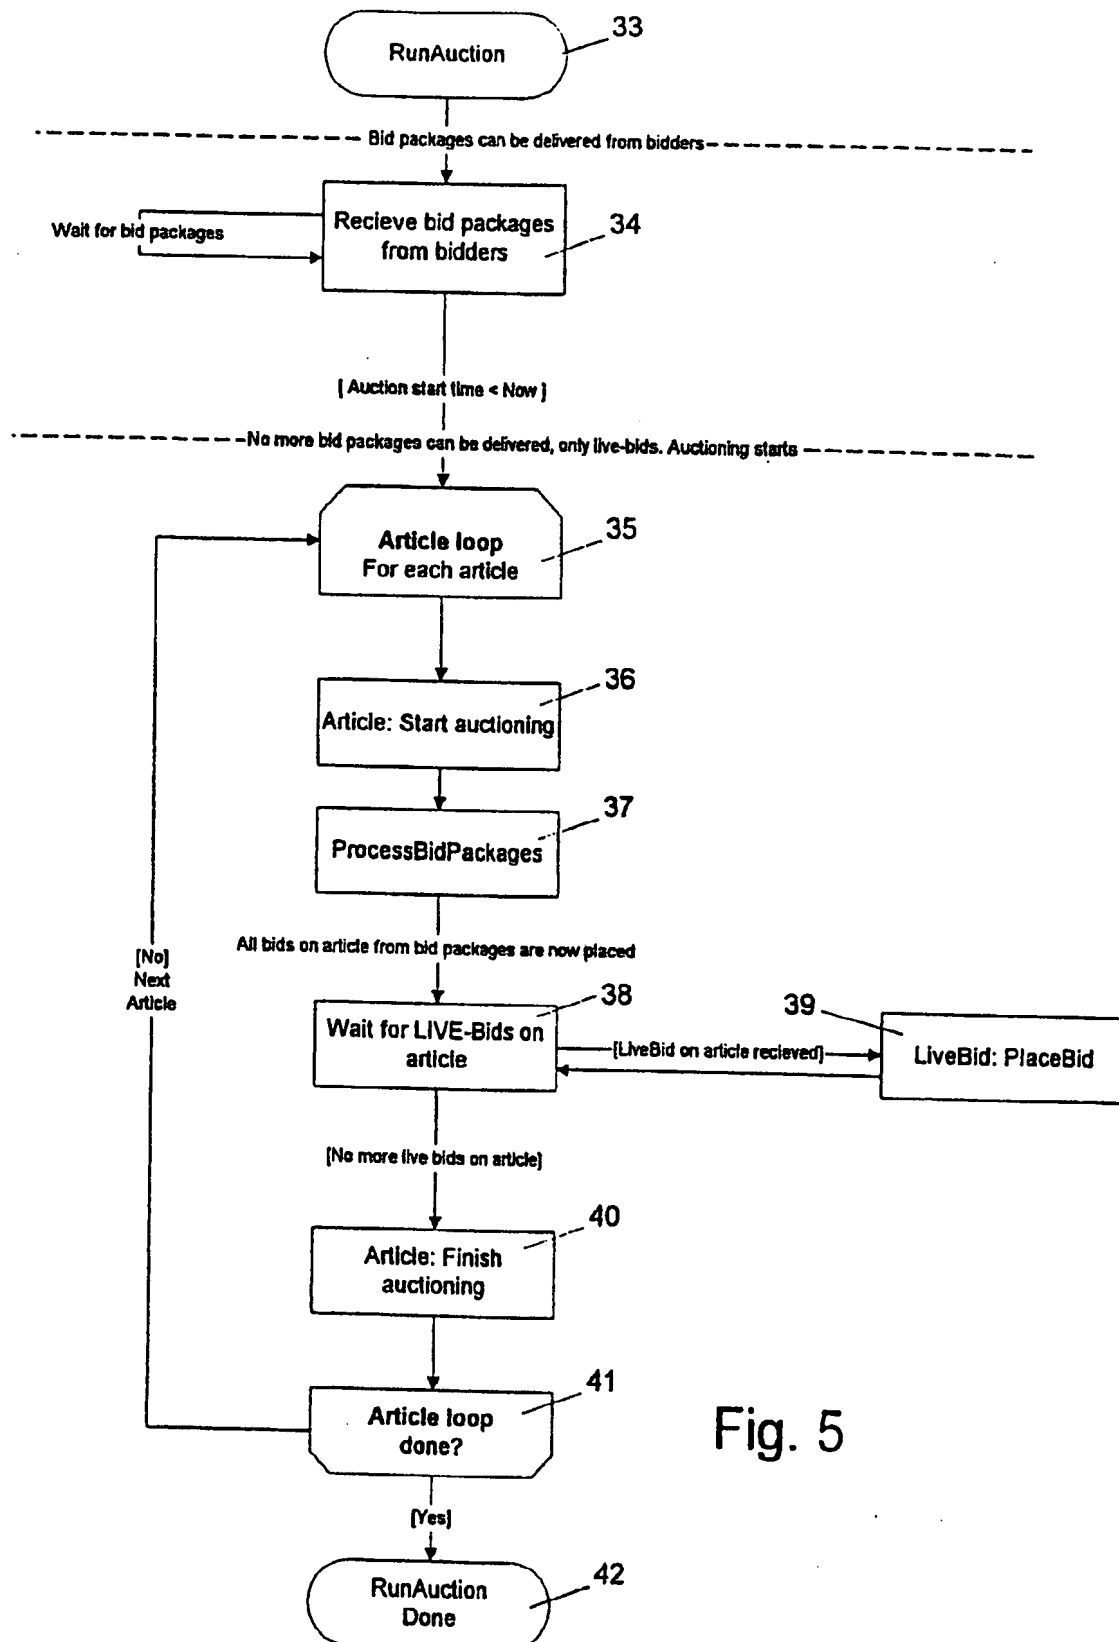 33
RunAuction
Bid packages can be delivered from bidders
Recieve bid packages
from bidders
34
Wait for bid packages
[ Auction start time < Now ]
No more bid packages can be delivered, only live-bids. Auctioning starts
35
Article loop
For each article
36
Article: Start auctioning
37
ProcessBidPackages
All bids on article from bid packages are now placed
[No]
Next
Article
38
Wait for LIVE-Bids on
article
[LiveBid on article recieved]
39
LiveBid: PlaceBid
[No more live bids on article]
40
Article: Finish
auctioning
41
Article loop
done?
Fig. 5
[Yes]
42
RunAuction
Done